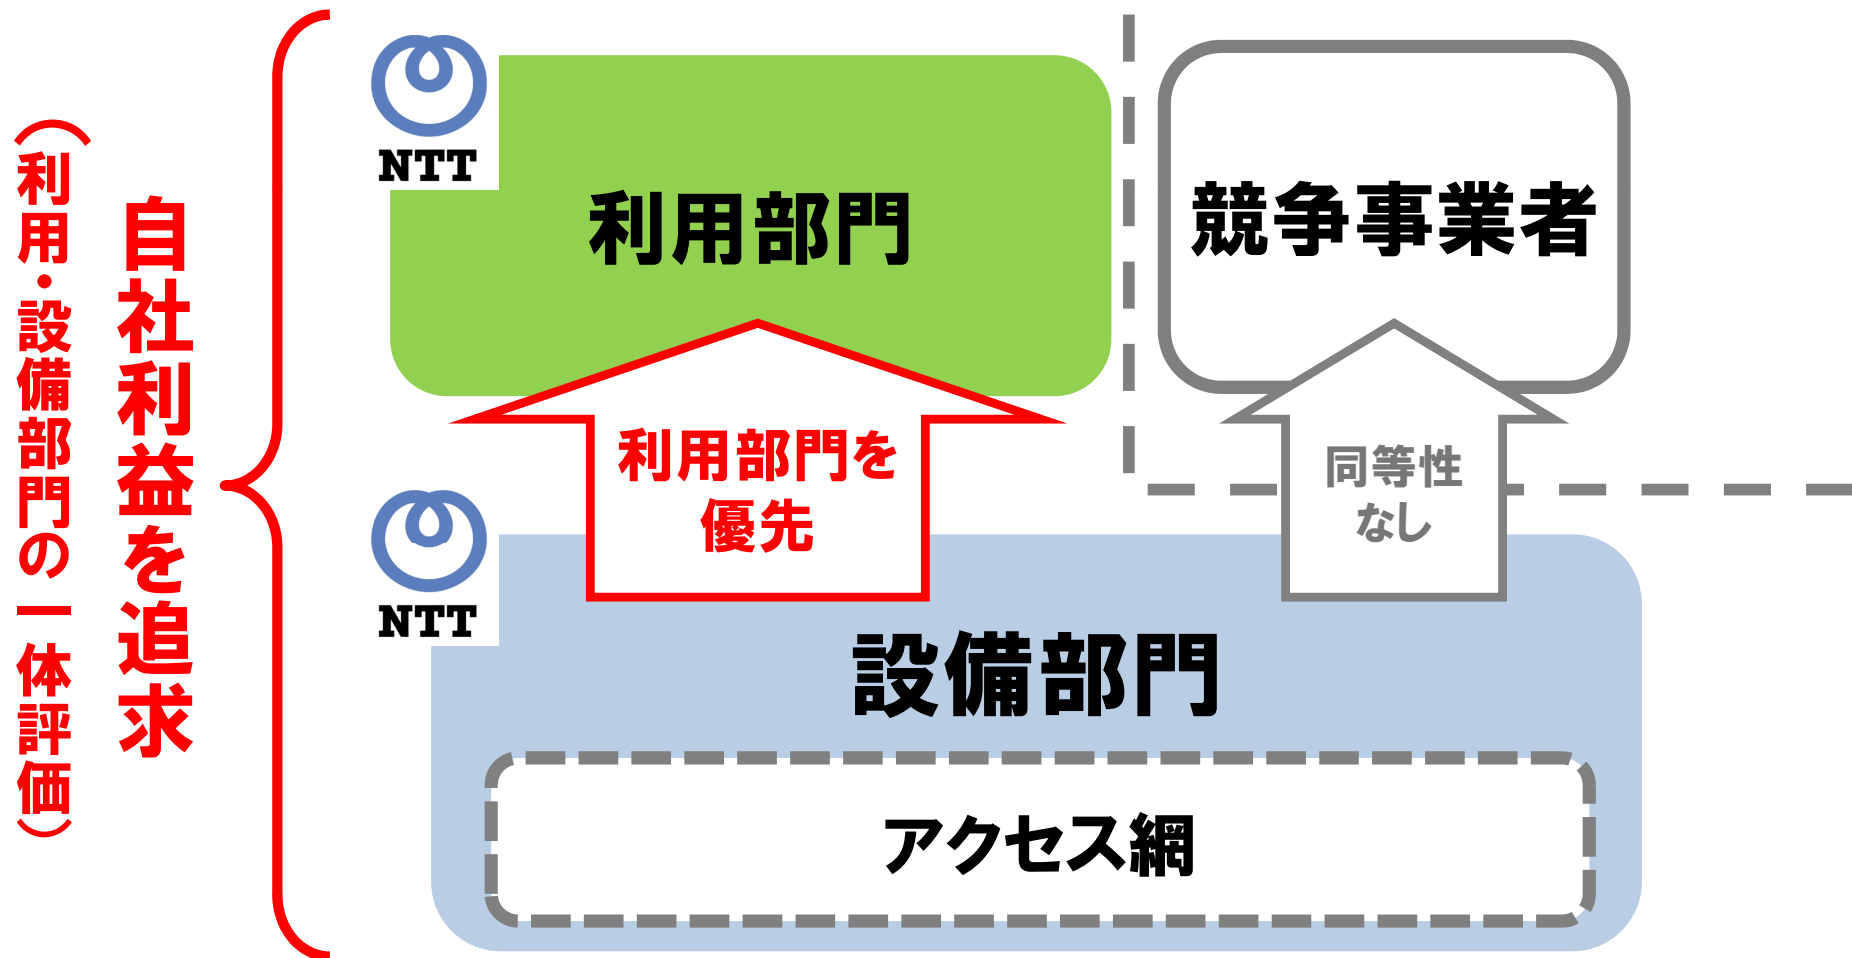 自社利益を追求
（利用・設備部門の一体評価）
NTT
利用部門
競争事業者
利用部門を
優先
同等性
なし
NTT
設備部門
アクセス網